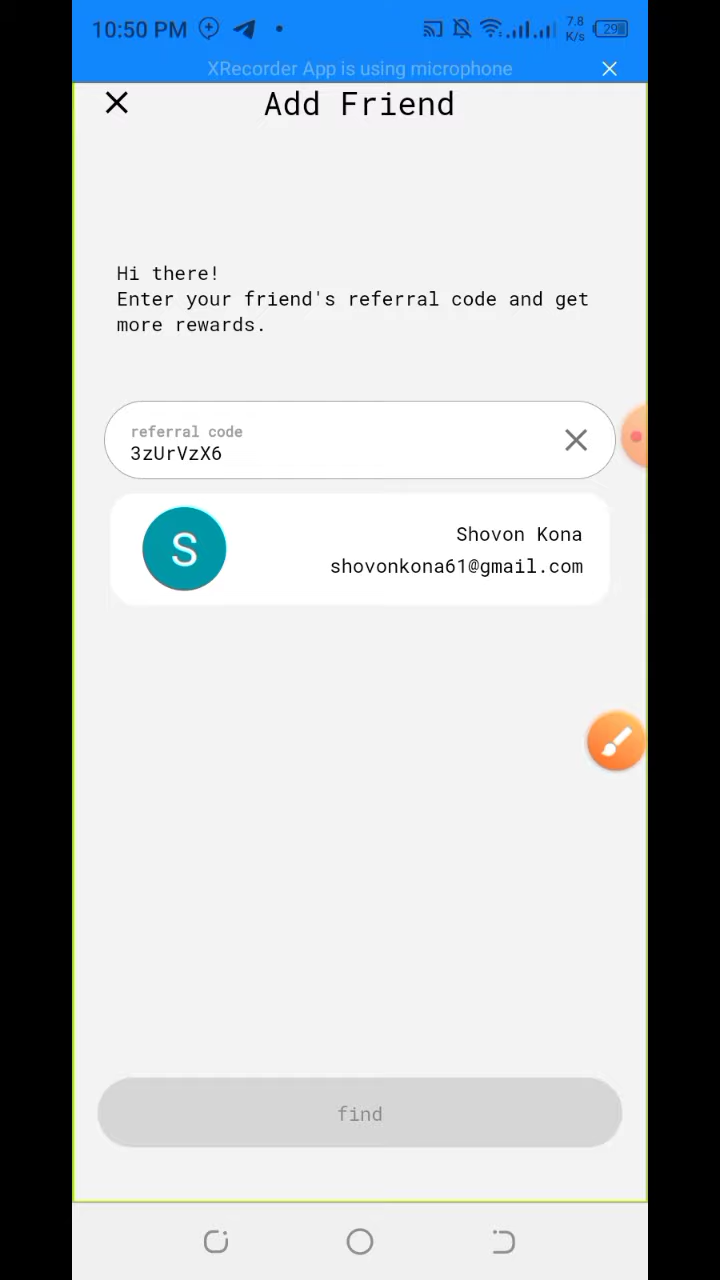 10:50 PM
7.8
K/s
29
XRecorder App is using microphone
Add Friend
Hi there!
Enter your friend's referral code and get
more rewards.
referral code
3zUrVzX6
S
Shovon Kona
shovonkona61@gmail.com
find